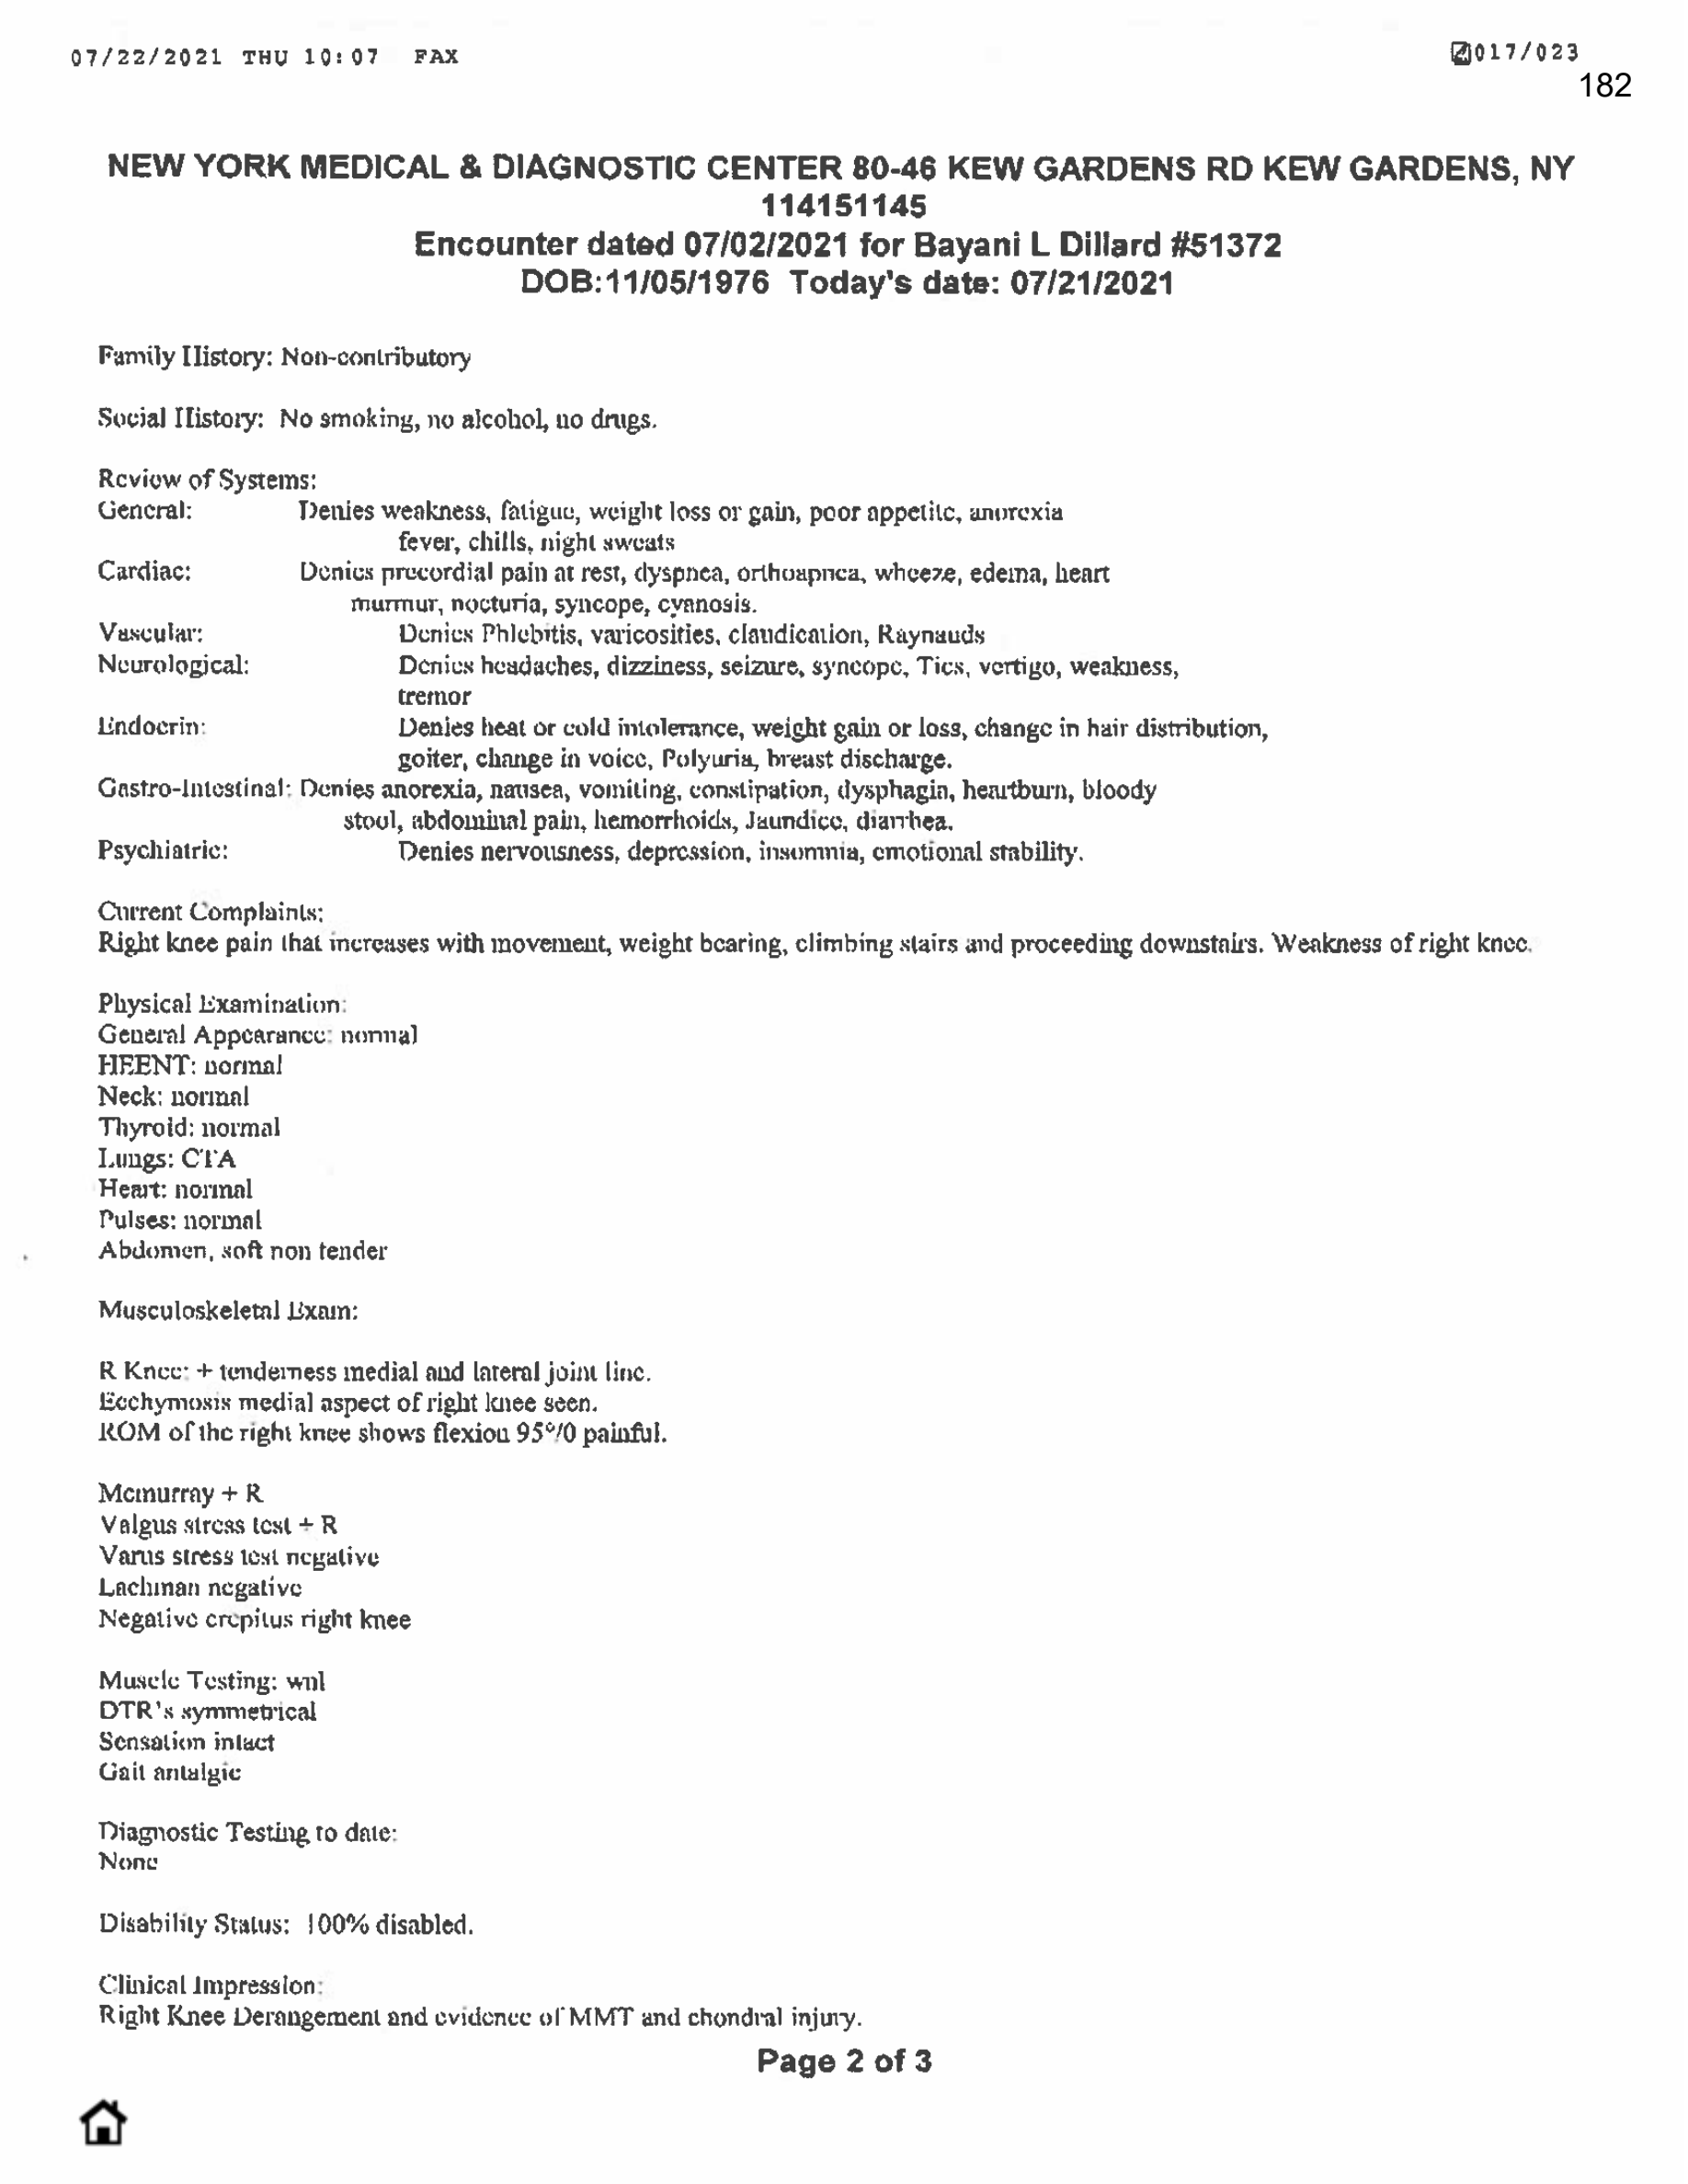 07/22/2021 THU 10:07 FAX
017/023
182
NEW YORK MEDICAL & DIAGNOSTIC CENTER 80-46 KEW GARDENS RD KEW GARDENS, NY
114151145
Encounter dated 07/02/2021 for Bayani L Dillard #51372
DOB:11/05/1976 Today's date: 07/21/2021
Family History: Non-contributory
Social History: No smoking, no alcohol, no drugs.
Review of Systems:
General: Denies weakness, fatigue, weight loss or gain, poor appetite, anorexia
fever, chills, night sweats
Cardiac: Denies precordial pain at rest, dyspnea, orthoapnea, wheeze, edema, heart
murmur, nocturia, syncope, cyanosis.
Vascular: Denies Phlebitis, varicosities, claudication, Raynauds
Neurological: Denies headaches, dizziness, seizure, syncope, Tics, vertigo, weakness,
tremor
Endocrin: Denies heat or cold intolerance, weight gain or loss, change in hair distribution,
goiter, change in voice, Polyuria, breast discharge.
Gastro-Intestinal: Denies anorexia, nausea, vomiting, constipation, dysphagia, heartburn, bloody
stool, abdominal pain, hemorrhoids, Jaundice, diarrhea.
Psychiatric: Denies nervousness, depression, insomnia, emotional stability.
Current Complaints:
Right knee pain that increases with movement, weight bearing, climbing stairs and proceeding downstairs. Weakness of right knee.
Physical Examination:
General Appearance: normal
HEENT: normal
Neck: normal
Thyroid: normal
Lungs: CTA
Heart: normal
Pulses: normal
Abdomen, soft non tender
Musculoskeletal Exam:
R Knee: + tenderness medial and lateral joint line.
Ecchymosis medial aspect of right knee seen.
ROM of the right knee shows flexion 95°/0 painful.
Mcmurray + R
Valgus stress test + R
Varus stress test negative
Lachman negative
Negative crepitus right knee
Muscle Testing: wnl
DTR's symmetrical
Sensation intact
Gait antalgic
Diagnostic Testing to date:
None
Disability Status: 100% disabled.
Clinical Impression:
Right Knee Derangement and evidence of MMT and chondral injury.
Page 2 of 3